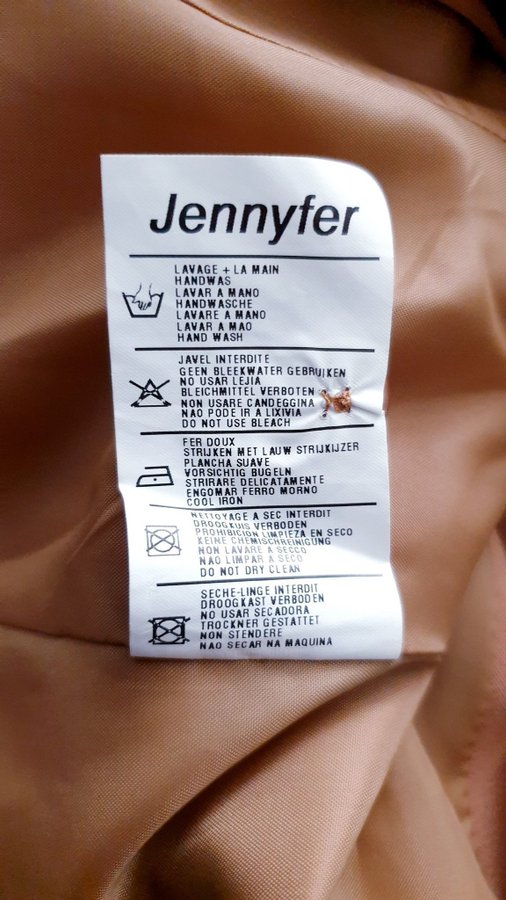 Jennyfer
LAVAGE + LA MAIN
HANDWAS
LAVAR A MANO
HANDWASCHE
LAVARE A MANO
LAVAR A MAO
HAND WASH
JAVEL INTERDITE
GEEN BLEEKWATER GEBRUIKEN
NO USAR LEJIA
BLEICHMITTEL VERBOTEN
NON USARE CANDEGGINA
NAO PODE IR A LIXIVIA
DO NOT USE BLEACH
FER DOUX
STRIJKEN MET LAUW STRIJKIJZER
PLANCHA SUAVE
VORSICHTIG BUGELN
STRIRARE DELICATAMENTE
ENGOMAR FERRO MORNO
COOL IRON
NETTOYAGE A SEC INTERDIT
DROOGKUIS VERBODEN
PROHIBICION LIMPIEZA EN SECO
KEINE CHEMISCHREINIGUNG
NON LAVARE A SECCO
NAO LIMPAR A SECO
DO NOT DRY CLEAN
SECHE-LINGE INTERDIT
DROOGKAST VERBODEN
NO USAR SECADORA
TROCKNER GESTATTET
NON STENDERE
NAO SECAR NA MAQUINA